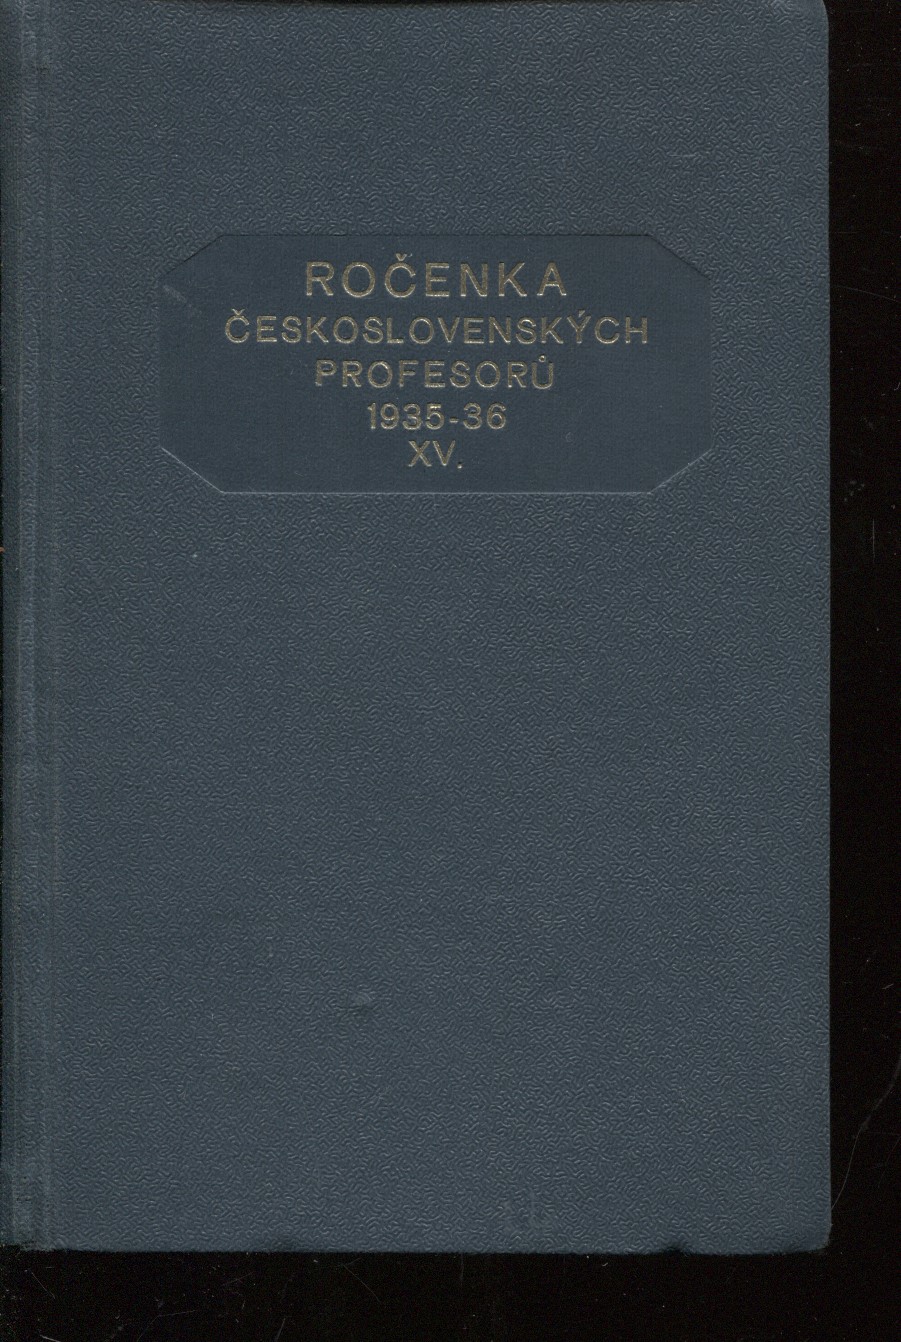 ROČENKA
ČESKOSLOVENSKÝCH
PROFESORŮ
1935-36
XV.